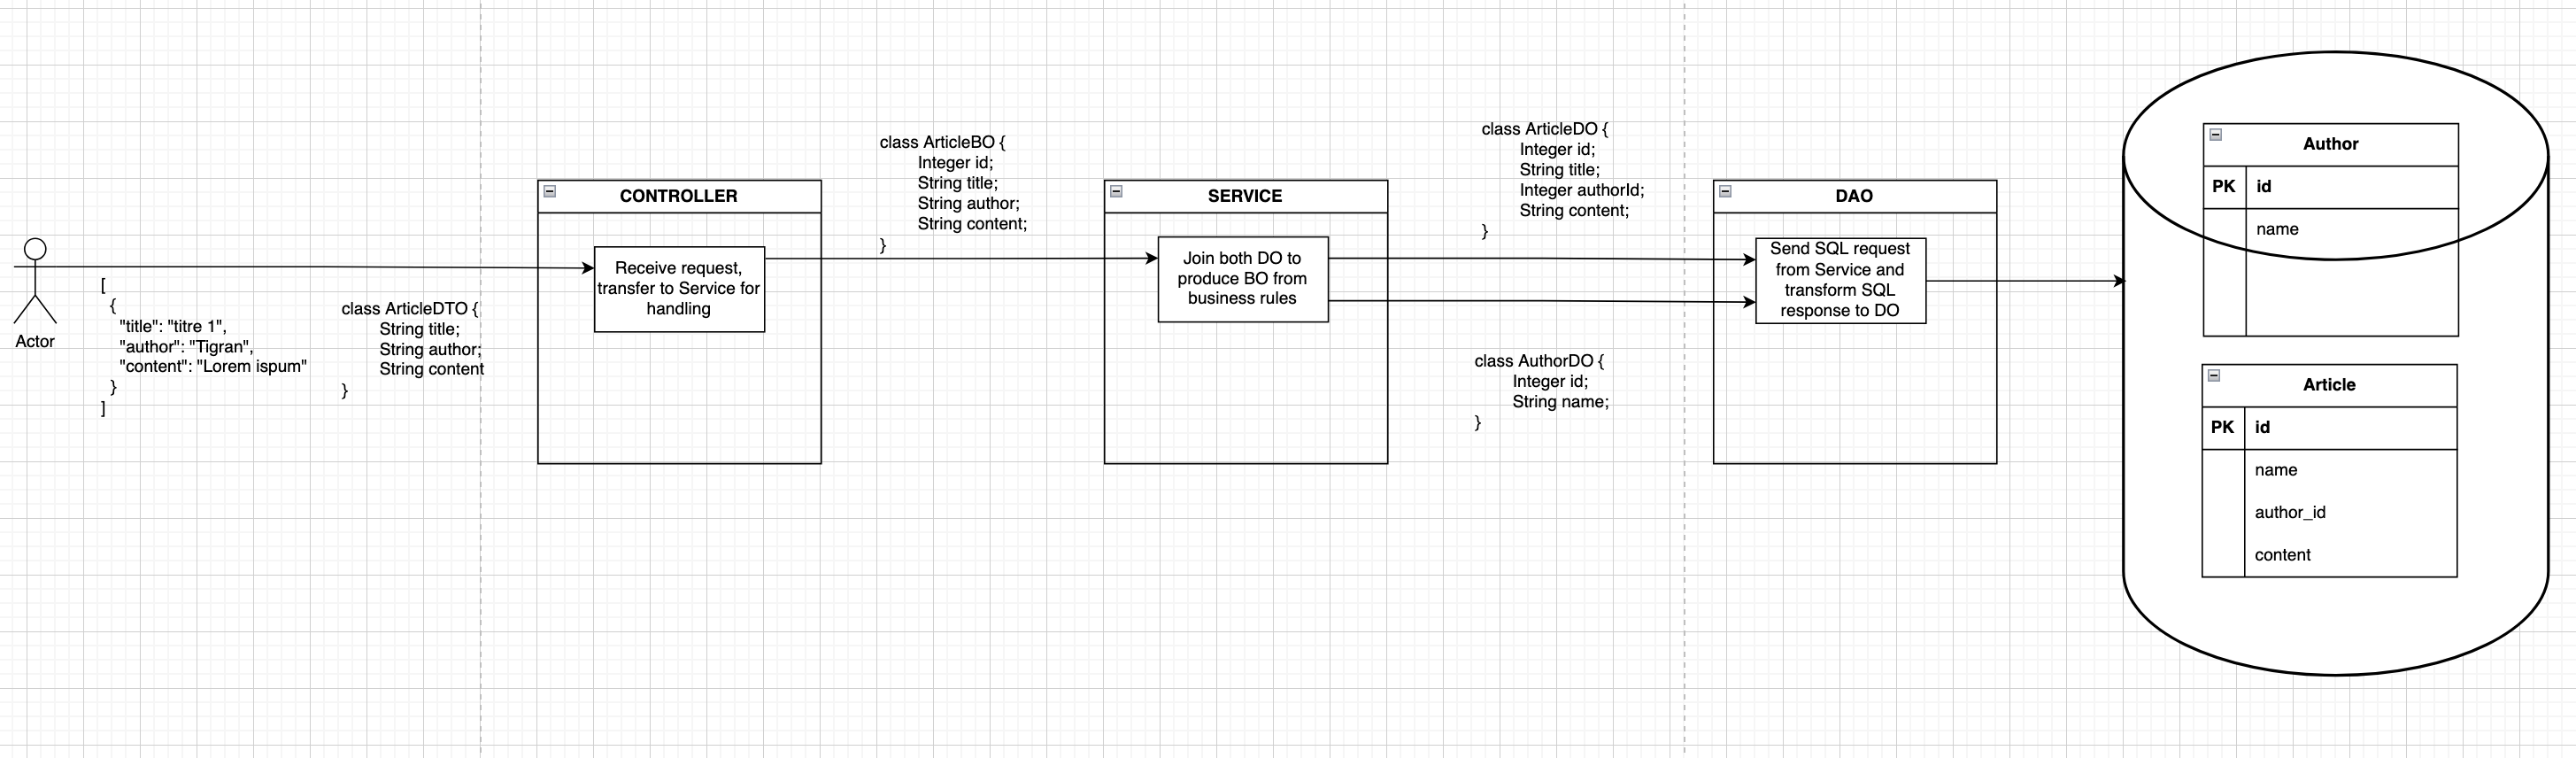 Actor
[
{
"title": "titre 1",
"author": "Tigran",
"content": "Lorem ispum"
}
]
class ArticleDTO {
String title;
String author;
String content
}
CONTROLLER
Receive request,
transfer to Service for
handling
class ArticleBO {
Integer id;
String title;
String author;
String content;
}
SERVICE
Join both DO to
produce BO from
business rules
class ArticleDO {
Integer id;
String title;
Integer authorId;
String content;
}
class AuthorDO {
Integer id;
String name;
}
DAO
Send SQL request
from Service and
transform SQL
response to DO
Author
PK id
name
Article
PK id
name
author_id
content